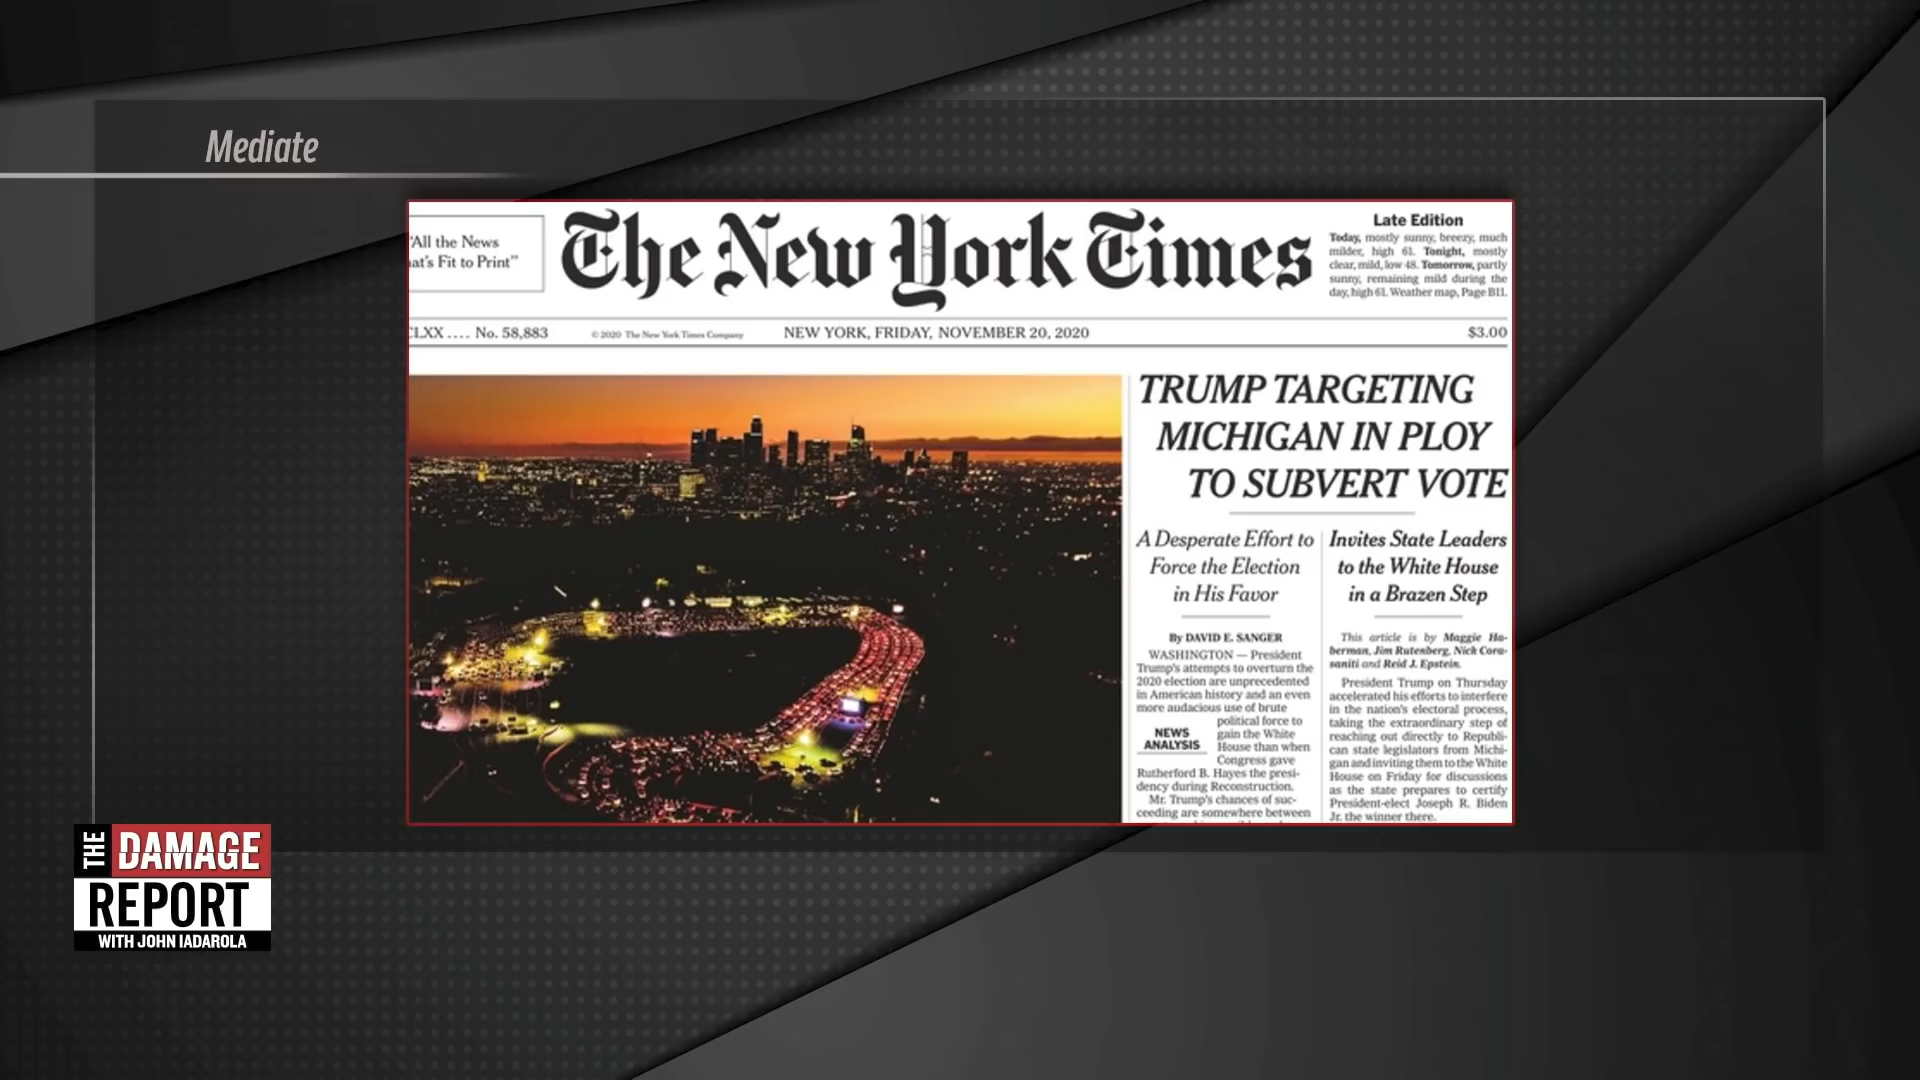 Mediate
"All the News
at's Fit to Print"
The New York Times
Late Edition
Today, mostly sunny, breezy, much
milder, high 61. Tonight, mostly
clear, mild, low 48. Tomorrow, partly
sunny, remaining mild during the
day, high 61. Weather map, Page B11.
CLXX .... No. 58,883
© 2020 The New York Times Company
NEW YORK, FRIDAY, NOVEMBER 20, 2020
$3.00
TRUMP TARGETING
MICHIGAN IN PLOY
TO SUBVERT VOTE
A Desperate Effort to
Force the Election
in His Favor
By DAVID E. SANGER
WASHINGTON — President
Trump's attempts to overturn the
2020 election are unprecedented
in American history and an even
more audacious use of brute
political force to
gain the White
House than when
Congress gave
NEWS
ANALYSIS
Rutherford B. Hayes the presi-
dency during Reconstruction.
Mr. Trump's chances of suc-
ceeding are somewhere between
Invites State Leaders
to the White House
in a Brazen Step
This article is by Maggie Ha-
berman, Jim Rutenberg, Nick Cora-
saniti and Reid J. Epstein.
President Trump on Thursday
accelerated his efforts to interfere
in the nation's electoral process,
taking the extraordinary step of
reaching out directly to Republi-
can state legislators from Michi-
gan and inviting them to the White
House on Friday for discussions
as the state prepares to certify
President-elect Joseph R. Biden
Jr. the winner there.
THE DAMAGE
REPORT
WITH JOHN IADAROLA